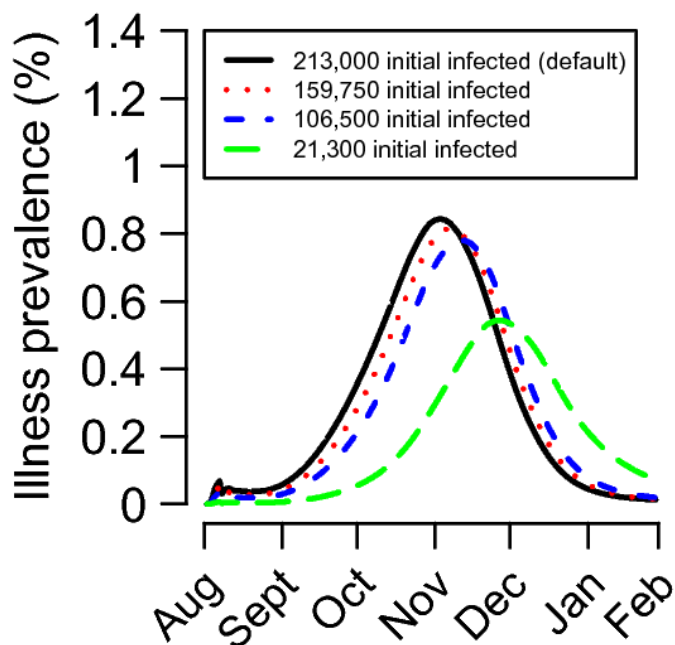 Illness prevalence (%)
1.4
1.2
1
0.8
0.6
0.4
0.2
0
213,000 initial infected (default)
159,750 initial infected
106,500 initial infected
21,300 initial infected
Aug
Sept
Oct
Nov
Dec
Jan
Feb